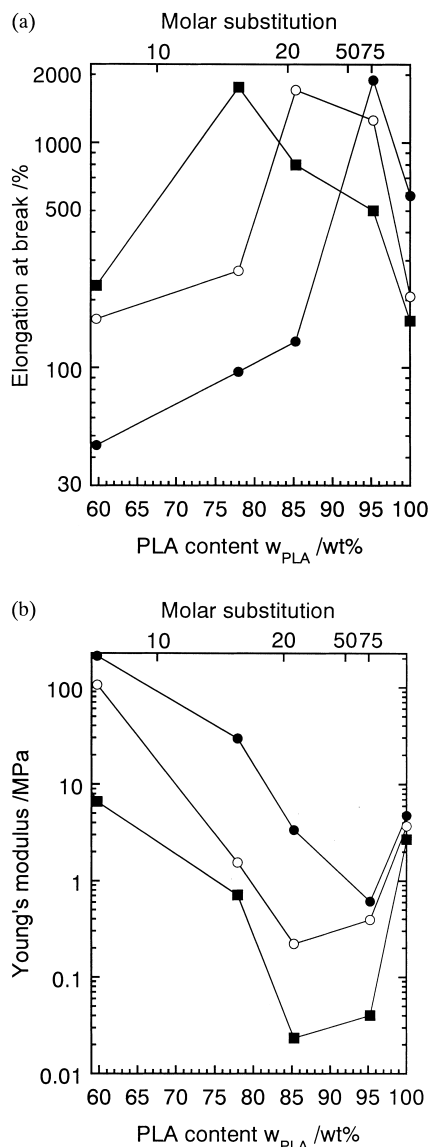 (a)
Molar substitution
10 20 5075
2000
1000
500
100
30
Elongation at break /%
60 65 70 75 80 85 90 95 100
PLA content wPLA /wt%
(b)
Molar substitution
10 20 5075
100
10
1
0.1
0.01
Young's modulus /MPa
60 65 70 75 80 85 90 95 100
PLA content wPLA /wt%